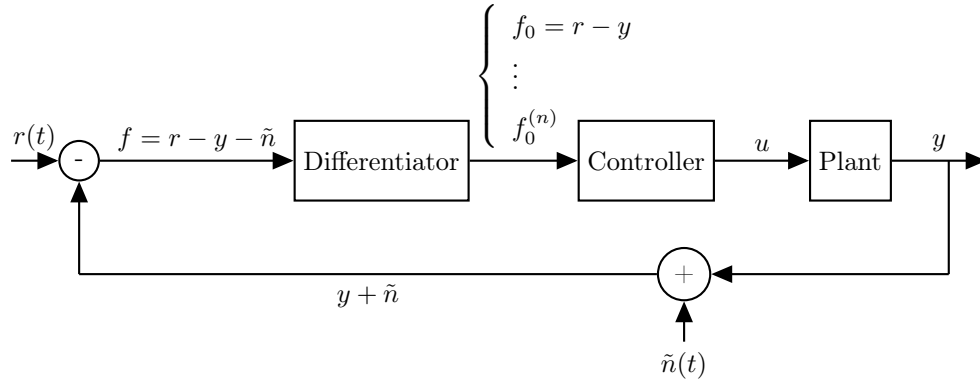 f_0 = r − y
⋮
f_0^{(n)}
r(t)
-
f = r − y − ñ
Differentiator
Controller
u
Plant
y
+
y + ñ
ñ(t)